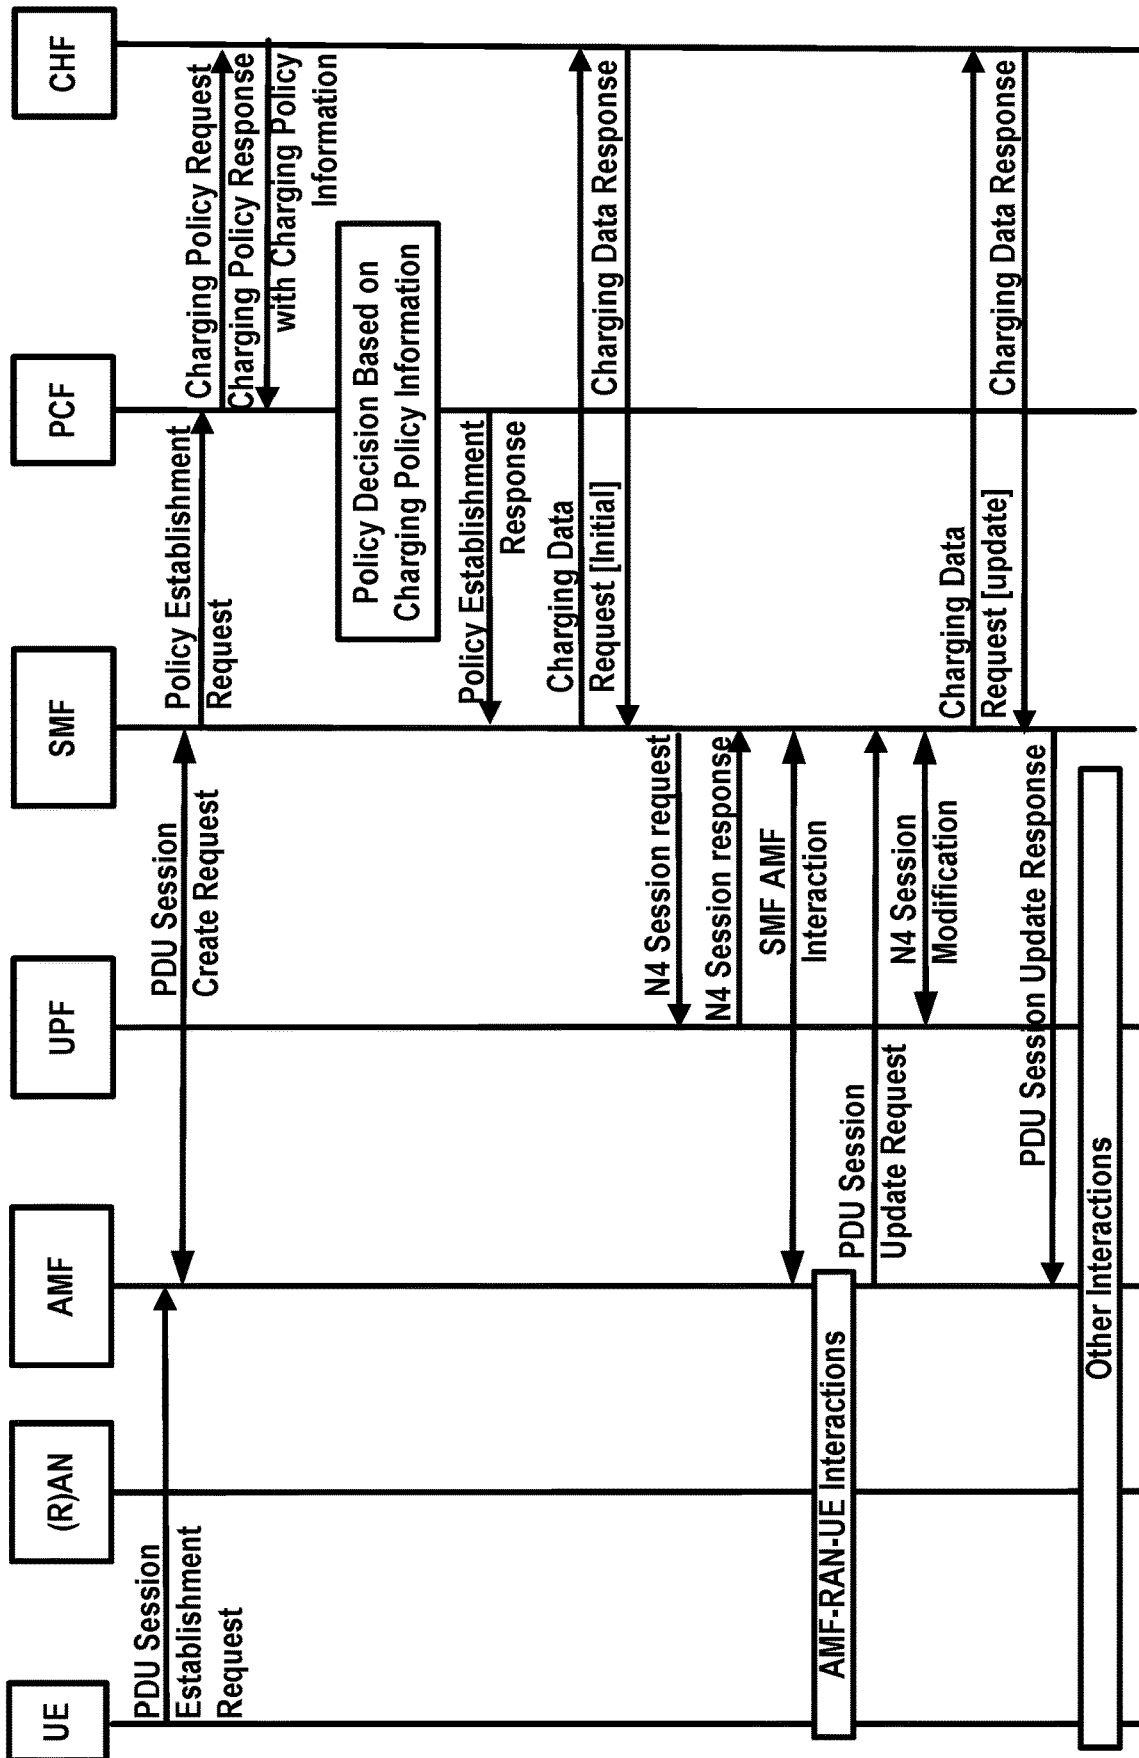 UE
(R)AN
AMF
UPF
SMF
PCF
CHF
PDU Session
Establishment
Request
PDU Session
Create Request
Policy Establishment
Request
Charging Policy Request
Charging Policy Response
with Charging Policy
Information
Policy Decision Based on
Charging Policy Information
Policy Establishment
Response
Charging Data
Request [Initial]
Charging Data Response
N4 Session request
N4 Session response
SMF AMF
Interaction
AMF-RAN-UE Interactions
PDU Session
Update Request
N4 Session
Modification
Charging Data
Request [update]
Charging Data Response
PDU Session Update Response
Other Interactions